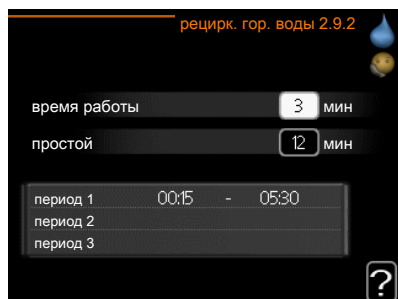 рецирк. гор. воды 2.9.2
время работы 3 мин
простой 12 мин
период 1 00:15 - 05:30
период 2
период 3
?